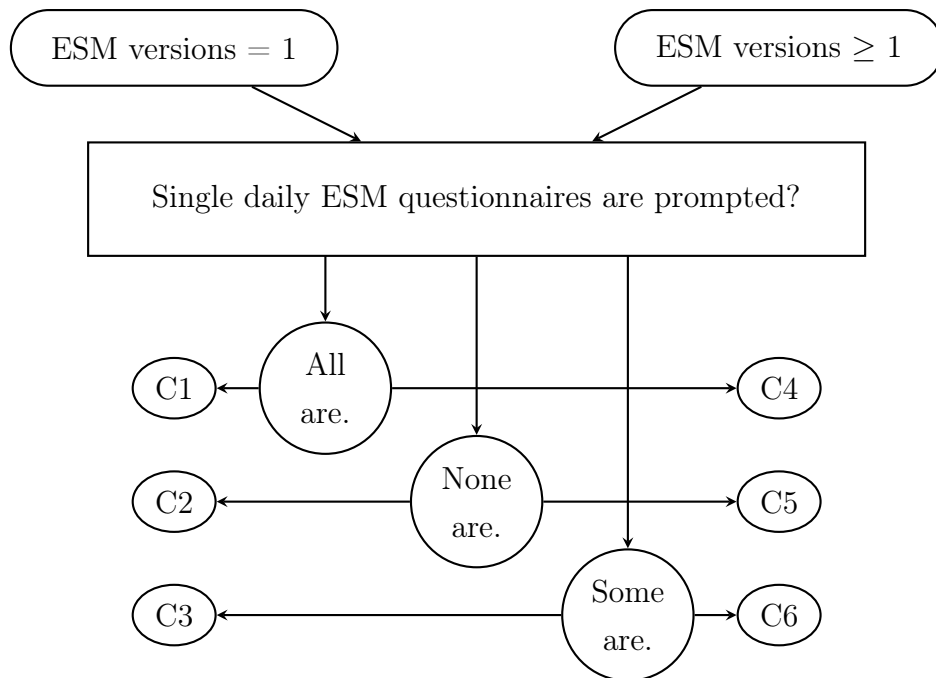 ESM versions = 1
ESM versions ≥ 1
Single daily ESM questionnaires are prompted?
All
are.
C1
C4
None
are.
C2
C5
Some
are.
C3
C6